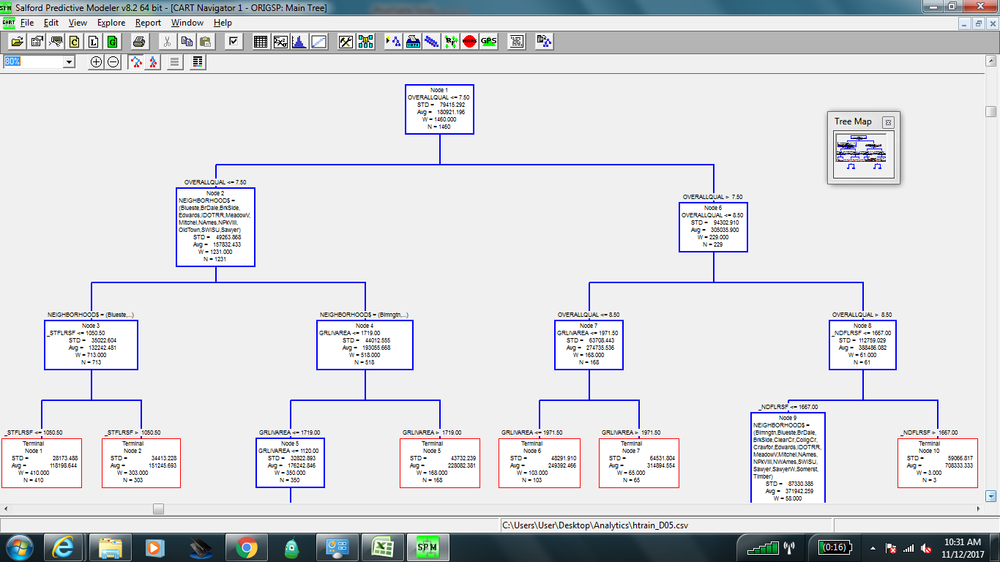 Salford Predictive Modeler v8.2 64 bit - [CART Navigator 1 - ORIGSP: Main Tree]
File Edit View Explore Report Window Help
80%
Node 1
OVERALLQUAL <= 7.50
STD = 79415.292
Avg = 180921.196
W = 1460.000
N = 1460
Tree Map
OVERALLQUAL <= 7.50
Node 2
NEIGHBORHOOD$ =
(Blueste,BrDale,BrkSide,
Edwards,IDOTRR,MeadowV,
Mitchel,NAmes,NPkVill,
OldTown,SWISU,Sawyer)
STD = 49263.868
Avg = 157832.433
W = 1231.000
N = 1231
OVERALLQUAL > 7.50
Node 6
OVERALLQUAL <= 8.50
STD = 94302.910
Avg = 305035.900
W = 229.000
N = 229
NEIGHBORHOOD$ = (Blueste,...)
Node 3
_STFLRSF <= 1050.50
STD = 35022.604
Avg = 132242.481
W = 713.000
N = 713
NEIGHBORHOOD$ = (Blmngtn,...)
Node 4
GRLIVAREA <= 1719.00
STD = 44012.555
Avg = 193055.668
W = 518.000
N = 518
OVERALLQUAL <= 8.50
Node 7
GRLIVAREA <= 1971.50
STD = 63708.443
Avg = 274735.536
W = 168.000
N = 168
OVERALLQUAL > 8.50
Node 8
_NDFLRSF <= 1667.00
STD = 112759.029
Avg = 388486.082
W = 61.000
N = 61
_STFLRSF <= 1050.50
Terminal
Node 1
STD = 28173.488
Avg = 118198.644
W = 410.000
N = 410
_STFLRSF > 1050.50
Terminal
Node 2
STD = 34413.228
Avg = 151245.693
W = 303.000
N = 303
GRLIVAREA <= 1719.00
Node 5
GRLIVAREA <= 1120.00
STD = 32822.893
Avg = 176242.846
W = 350.000
N = 350
GRLIVAREA > 1719.00
Terminal
Node 5
STD = 43732.239
Avg = 228082.381
W = 168.000
N = 168
GRLIVAREA <= 1971.50
Terminal
Node 6
STD = 48291.910
Avg = 249392.466
W = 103.000
N = 103
GRLIVAREA > 1971.50
Terminal
Node 7
STD = 64531.804
Avg = 314894.554
W = 65.000
N = 65
_NDFLRSF <= 1667.00
Node 9
NEIGHBORHOOD$ =
(Blmngtn,Blueste,BrDale,
BrkSide,ClearCr,CollgCr,
Crawfor,Edwards,IDOTRR,
MeadowV,Mitchel,NAmes,
NPkVill,NWAmes,SWISU,
Sawyer,SawyerW,Somerst,
Timber)
STD = 87330.385
Avg = 371942.259
W = 58.000
_NDFLRSF > 1667.00
Terminal
Node 10
STD = 59066.817
Avg = 708333.333
W = 3.000
N = 3
C:\Users\User\Desktop\Analytics\htrain_D05.csv
SPM
(0:16)
10:31 AM
11/12/2017